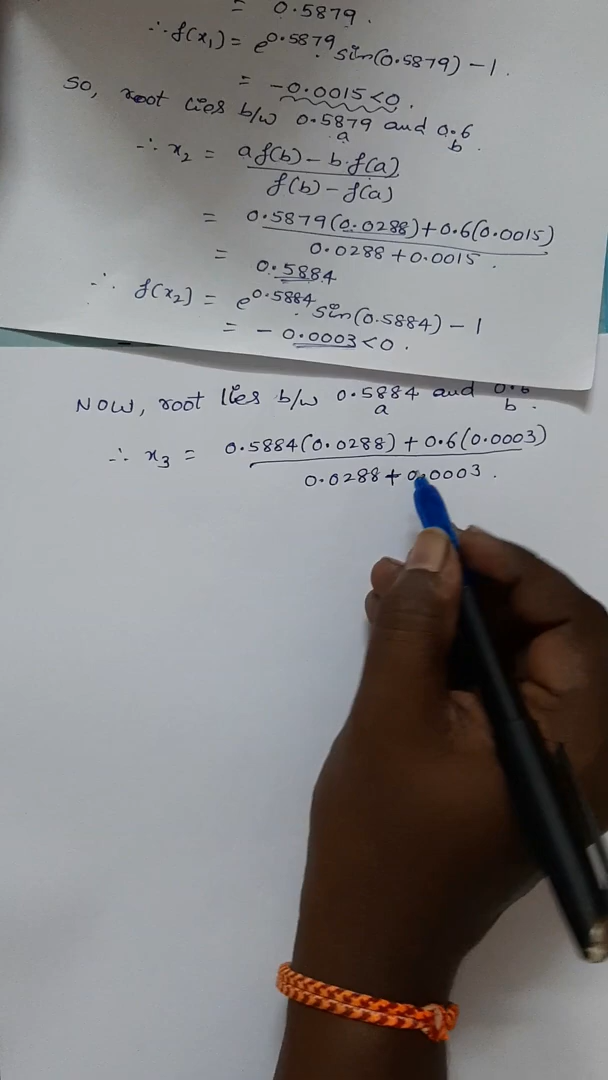 = 0.5879.
∴ f(x₁) = e^0.5879 . sin(0.5879) – 1.
= –0.0015 < 0.
So, root lies b/w 0.5879 and 0.6
a b.
∴ x₂ = a f(b) – b. f(a)
f(b) – f(a)
= 0.5879(0.0288) + 0.6(0.0015)
0.0288 + 0.0015.
= 0.5884
∴ f(x₂) = e^0.5884 . sin(0.5884) – 1
= – 0.0003 < 0.
NOW, root lies b/w 0.5884 and 0.6
a b.
∴ x₃ = 0.5884(0.0288) + 0.6(0.0003)
0.0288 + 0.0003.